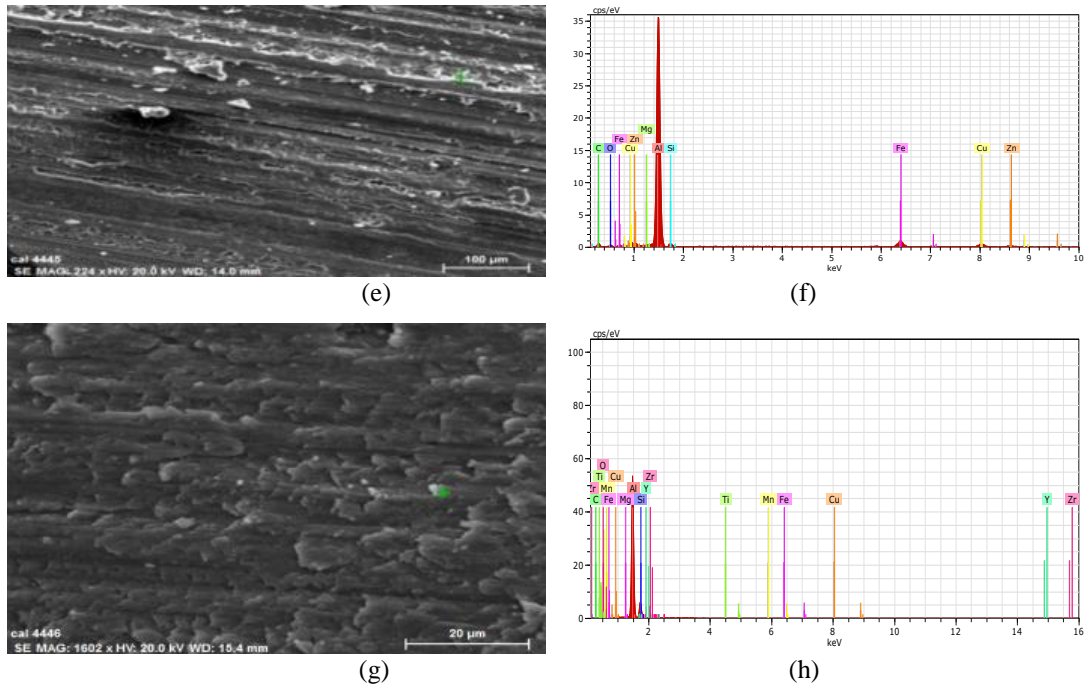 cps/eV
35
30
25
20
15
10
5
0
Mg
Fe Zn
C O Cu Al Si Fe Cu Zn
1 2 3 4 5 6 7 8 9 10
keV
cal 4445
SE MAG: 224 x HV: 20.0 kV WD: 14.0 mm
100 µm
(e) (f)
cps/eV
100
80
60
40
20
0
O
Ti Cu Zr
Mn Al Y
C Fe Mg Si Ti Mn Fe Cu Y Zr
2 4 6 8 10 12 14 16
keV
cal 4446
SE MAG: 1602 x HV: 20.0 kV WD: 15.4 mm
20 µm
(g) (h)